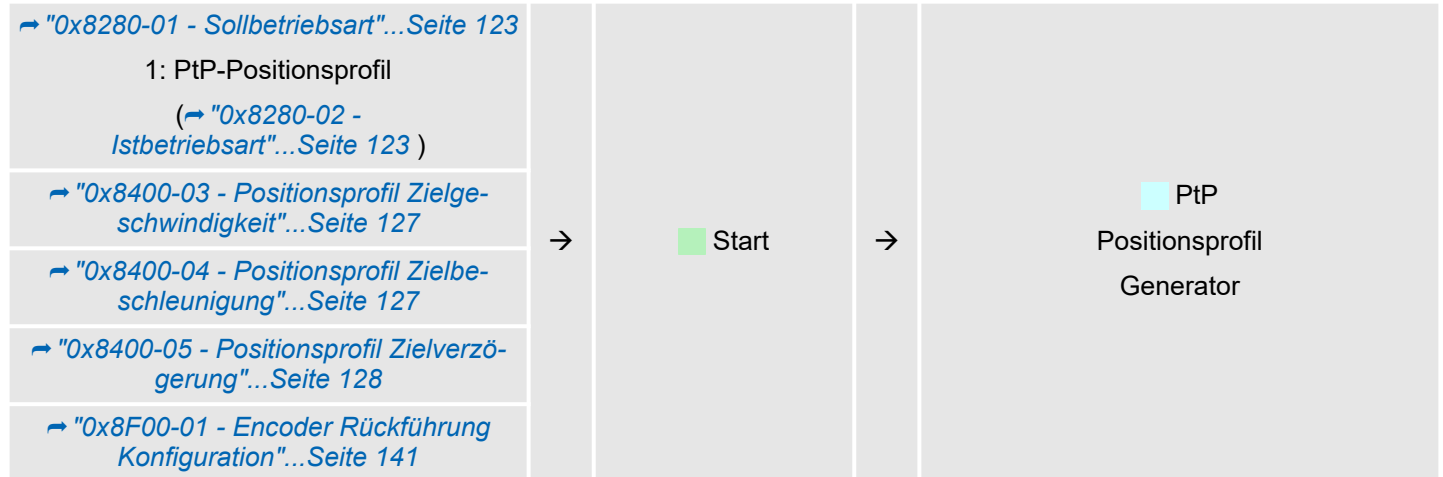 ➦ "0x8280-01 - Sollbetriebsart"...Seite 123
1: PtP-Positionsprofil
(➦ "0x8280-02 -
Istbetriebsart"...Seite 123 )
➦ "0x8400-03 - Positionsprofil Zielge-
schwindigkeit"...Seite 127
➦ "0x8400-04 - Positionsprofil Zielbe-
schleunigung"...Seite 127
➦ "0x8400-05 - Positionsprofil Zielverzö-
gerung"...Seite 128
➦ "0x8F00-01 - Encoder Rückführung
Konfiguration"...Seite 141
→
Start
→
PtP
Positionsprofil
Generator